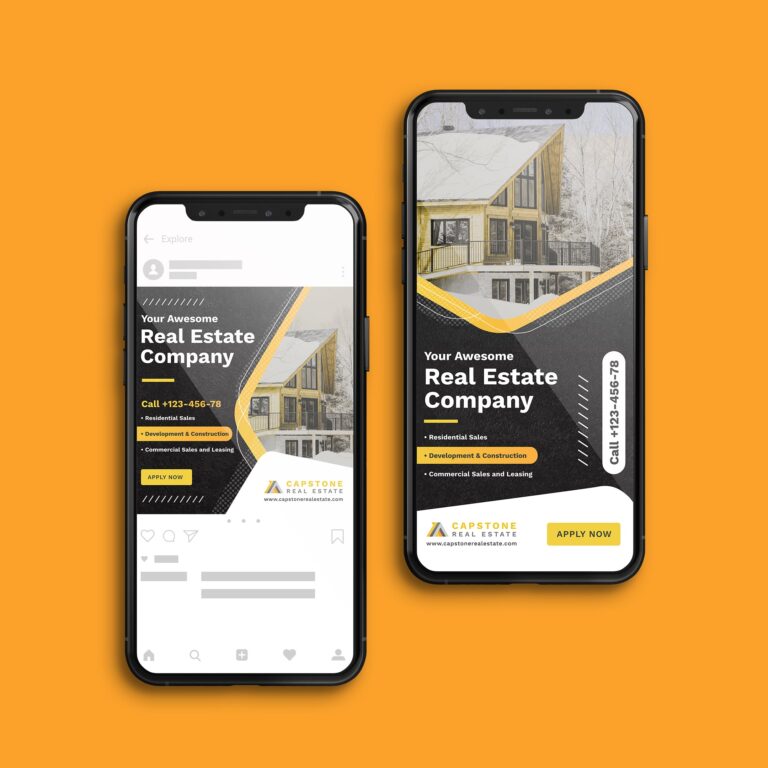 Explore
Your Awesome
Real Estate
Company
Call +123-456-78
• Residential Sales
• Development & Construction
• Commercial Sales and Leasing
APPLY NOW
CAPSTONE
REAL ESTATE
www.capstonerealestate.com
Your Awesome
Real Estate
Company
• Residential Sales
• Development & Construction
• Commercial Sales and Leasing
Call +123-456-78
CAPSTONE
REAL ESTATE
www.capstonerealestate.com
APPLY NOW